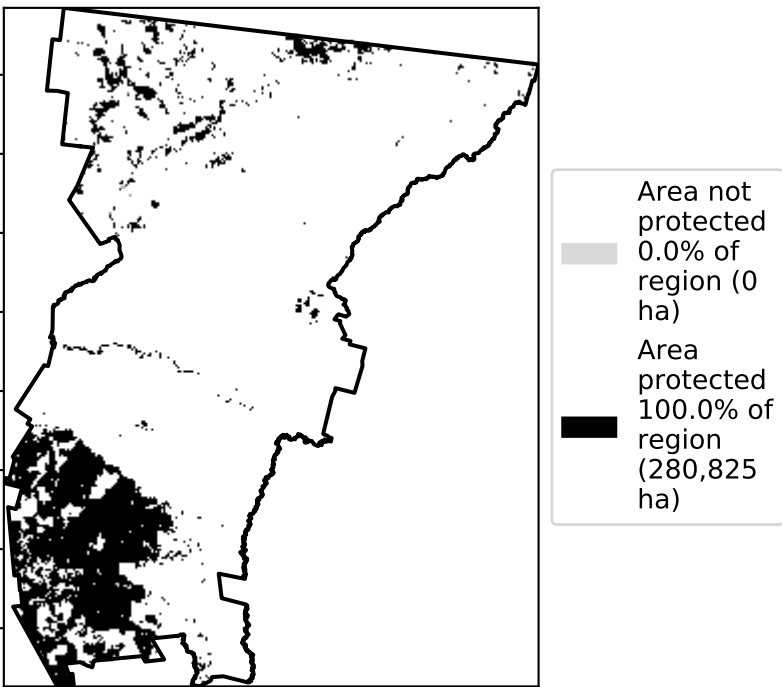 Area not
protected
0.0% of
region (0
ha)
Area
protected
100.0% of
region
(280,825
ha)